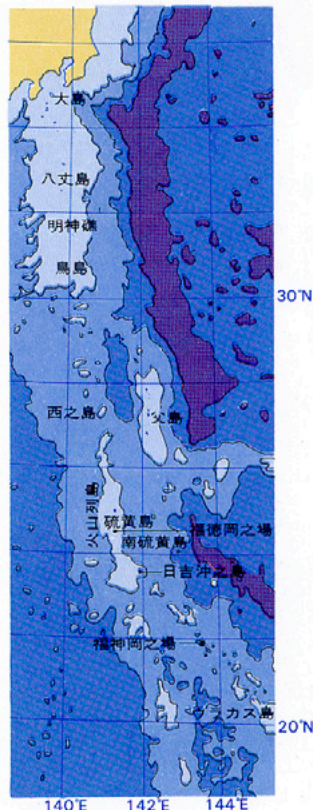 大島
八丈島
明神礁
鳥島
30°N
西之島
父島
火山列島
硫黄島
福徳岡之場
南硫黄島
日吉沖之島
福神岡之場
ウラカス島
20°N
140°E
142°E
144°E